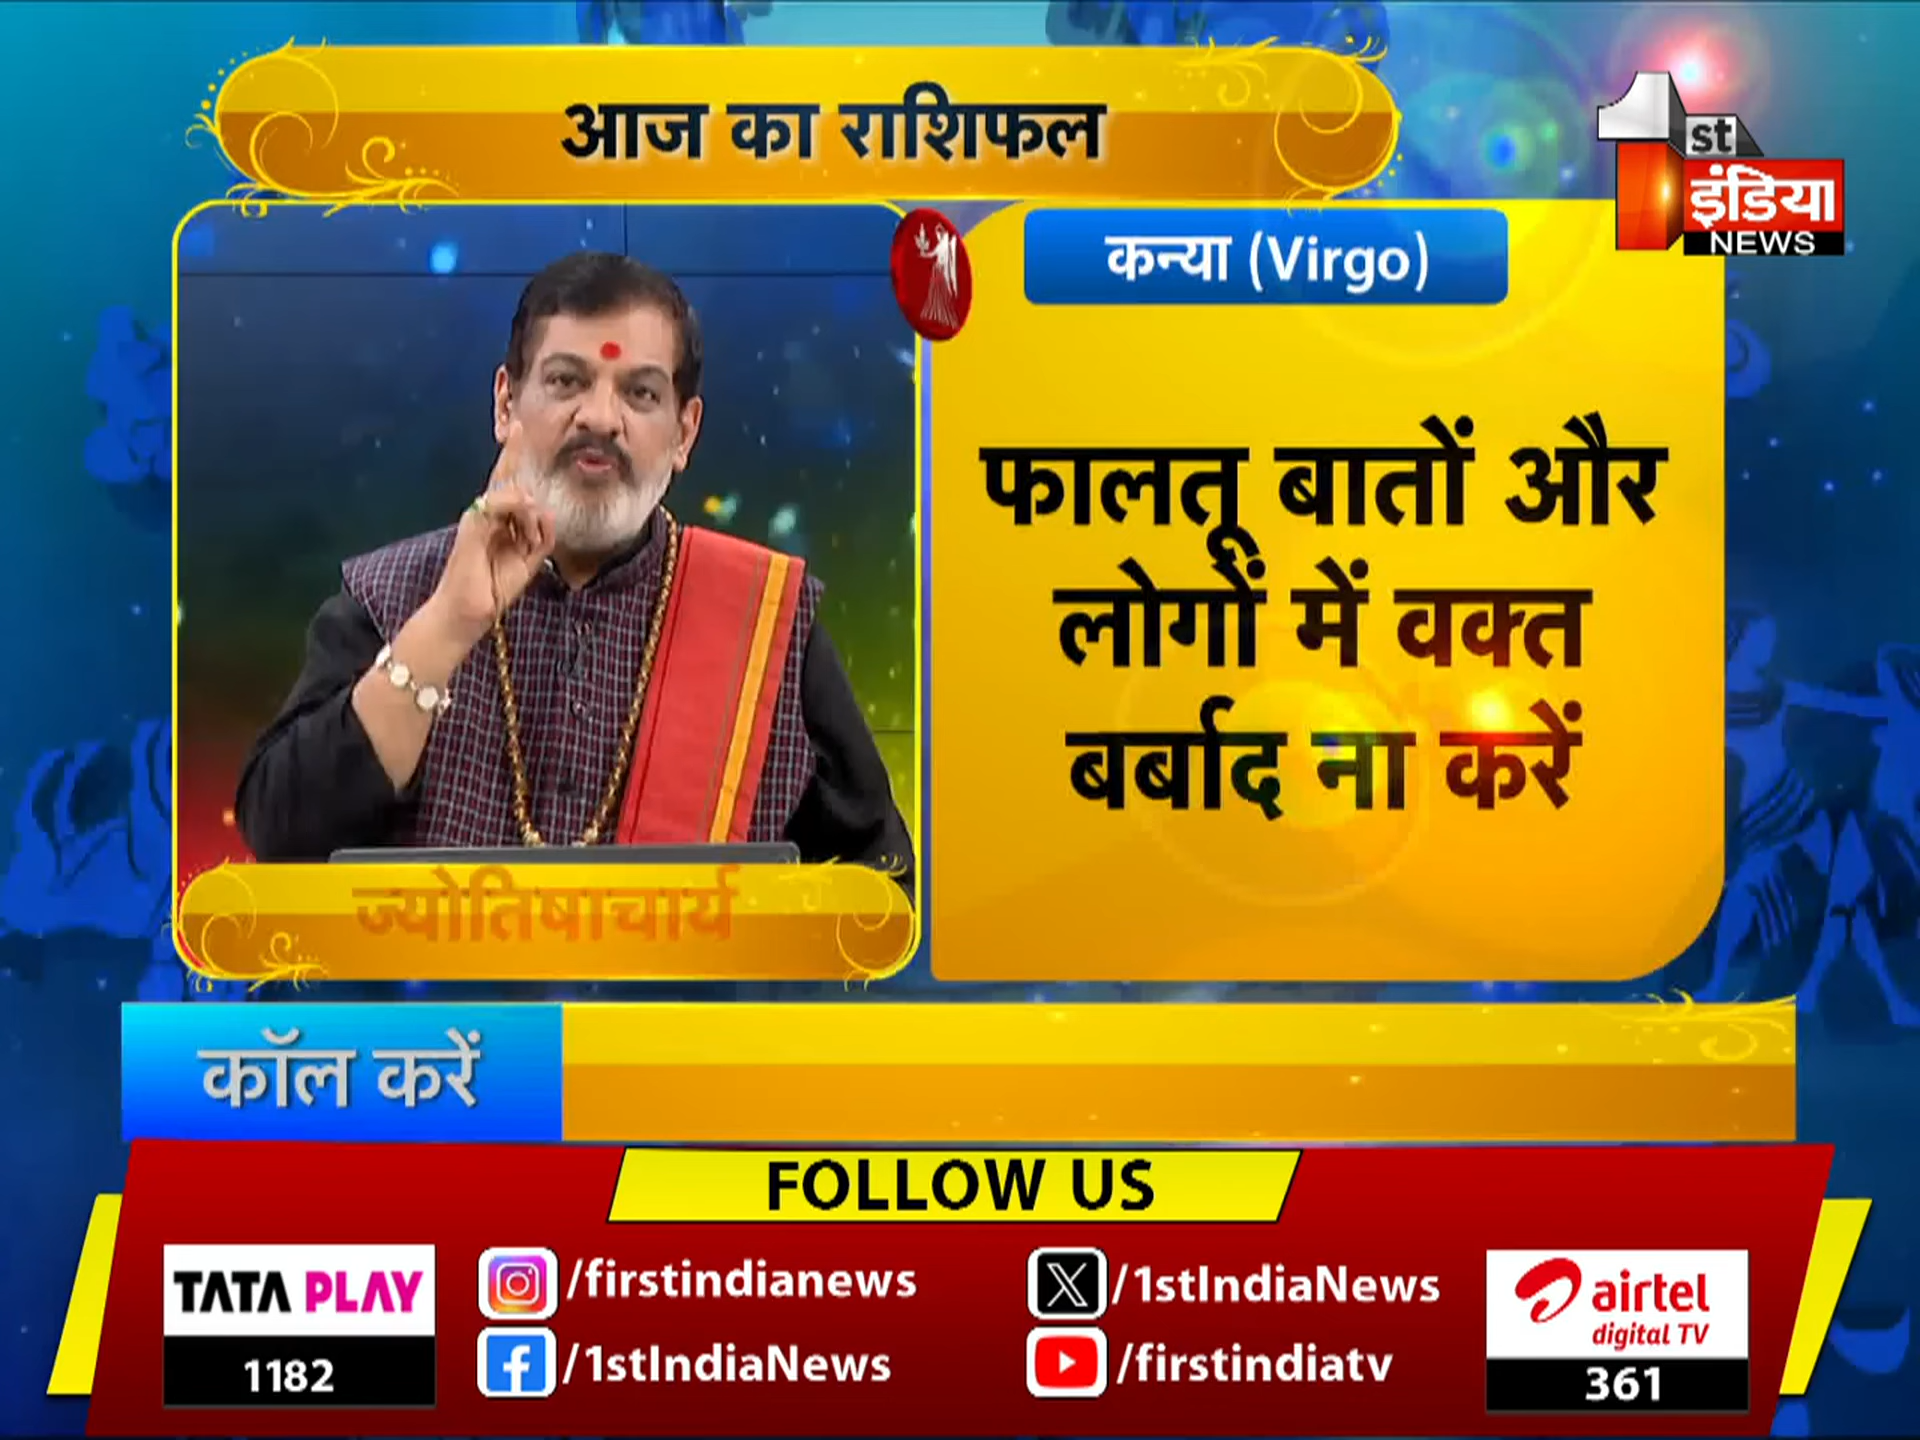 आज का राशिफल
1st
इंडिया
NEWS
कन्या (Virgo)
फालतू बातों और
लोगों में वक्त
बर्बाद ना करें
ज्योतिषाचार्य
कॉल करें
FOLLOW US
TATA PLAY
1182
/firstindianews
/1stIndiaNews
/1stIndiaNews
/firstindiatv
airtel
digital TV
361